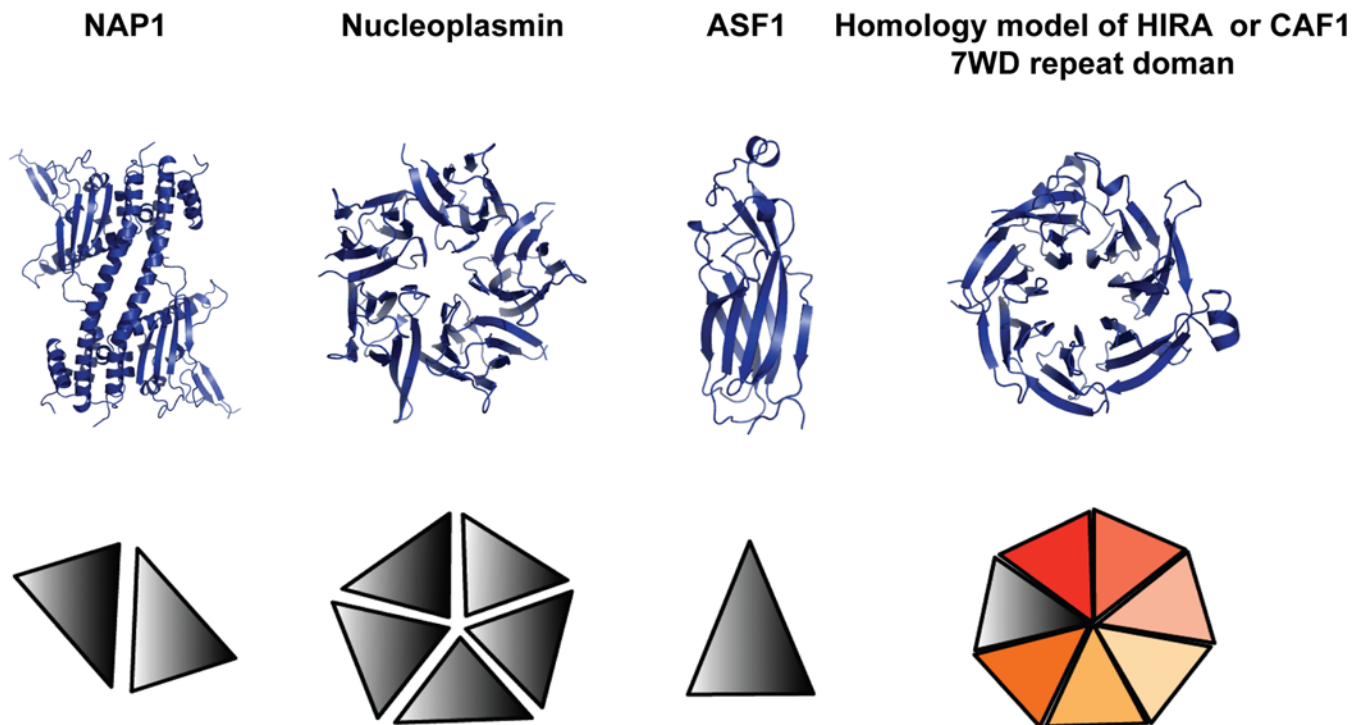 NAP1
Nucleoplasmin
ASF1
Homology model of HIRA or CAF1
7WD repeat doman